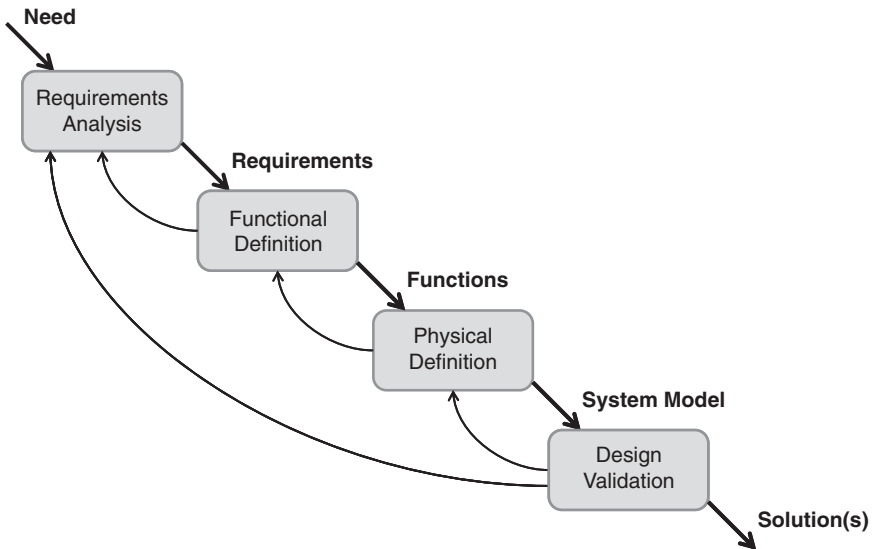 Need
Requirements
Analysis
Requirements
Functional
Definition
Functions
Physical
Definition
System Model
Design
Validation
Solution(s)